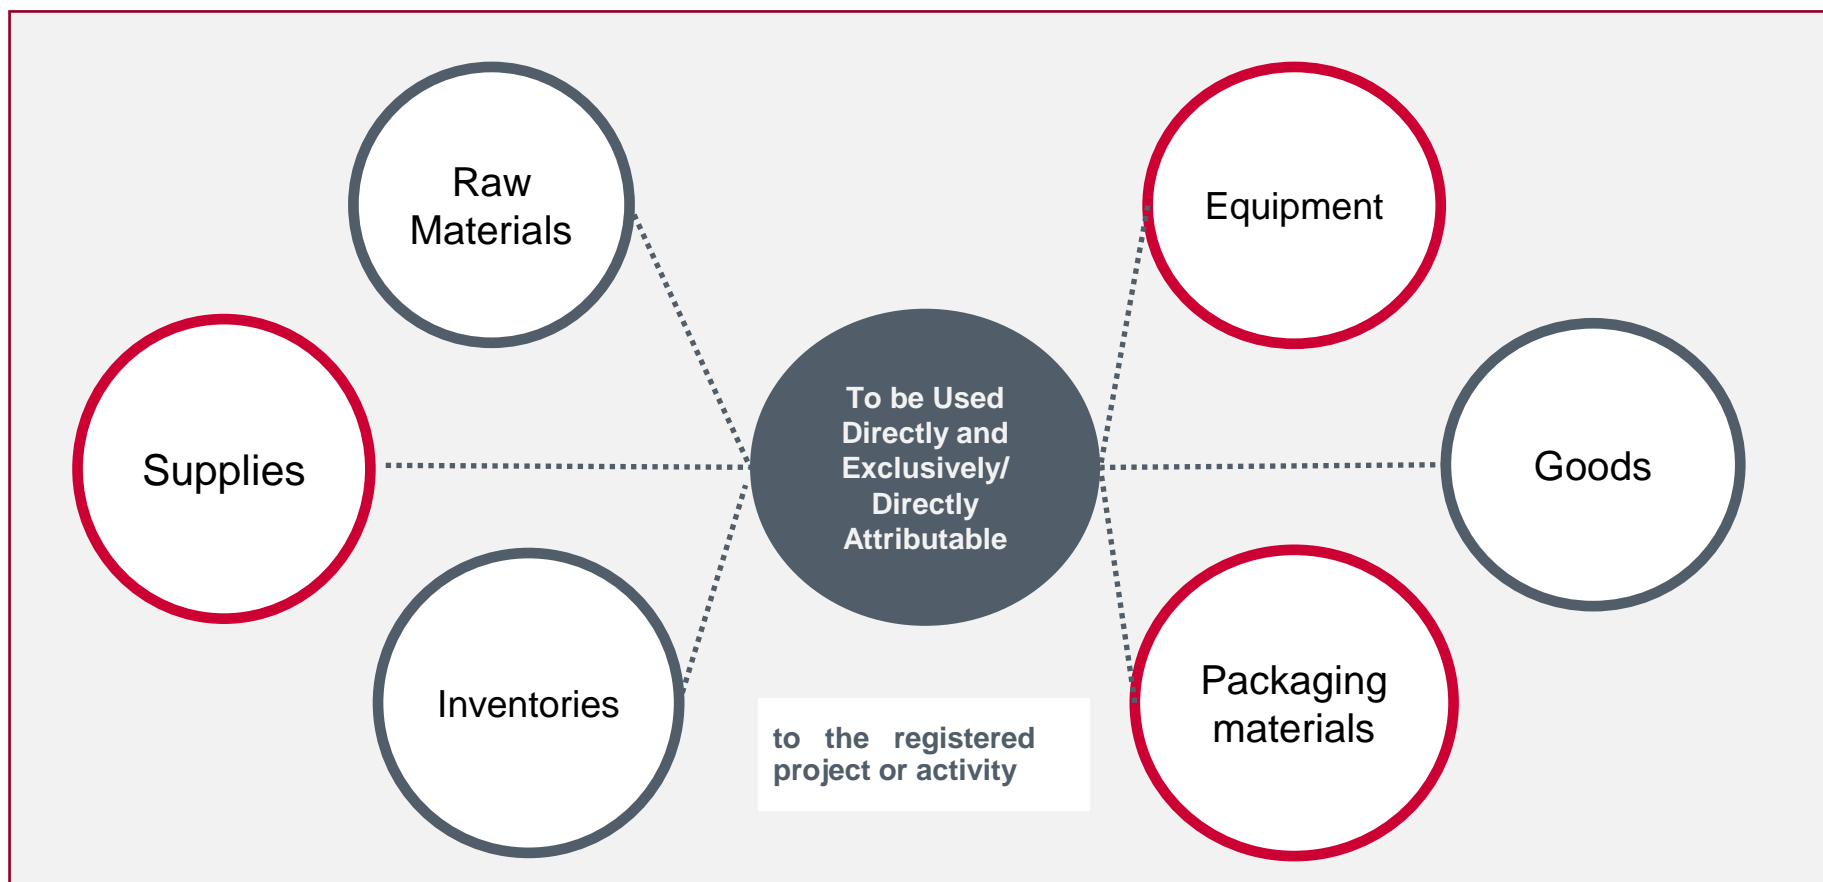 Raw
Materials
Equipment
Supplies
To be Used
Directly and
Exclusively/
Directly
Attributable
Goods
Inventories
to the registered
project or activity
Packaging
materials